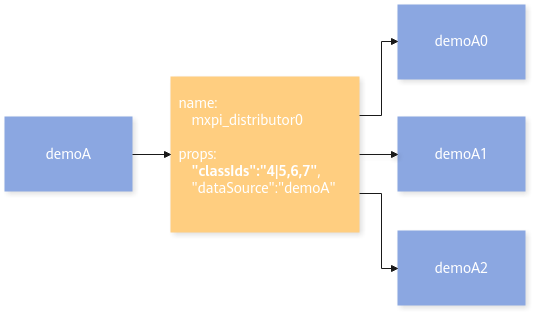 demoA
name:
mxpi_distributor0
props:
"classIds":"4|5,6,7",
"dataSource":"demoA"
demoA0
demoA1
demoA2